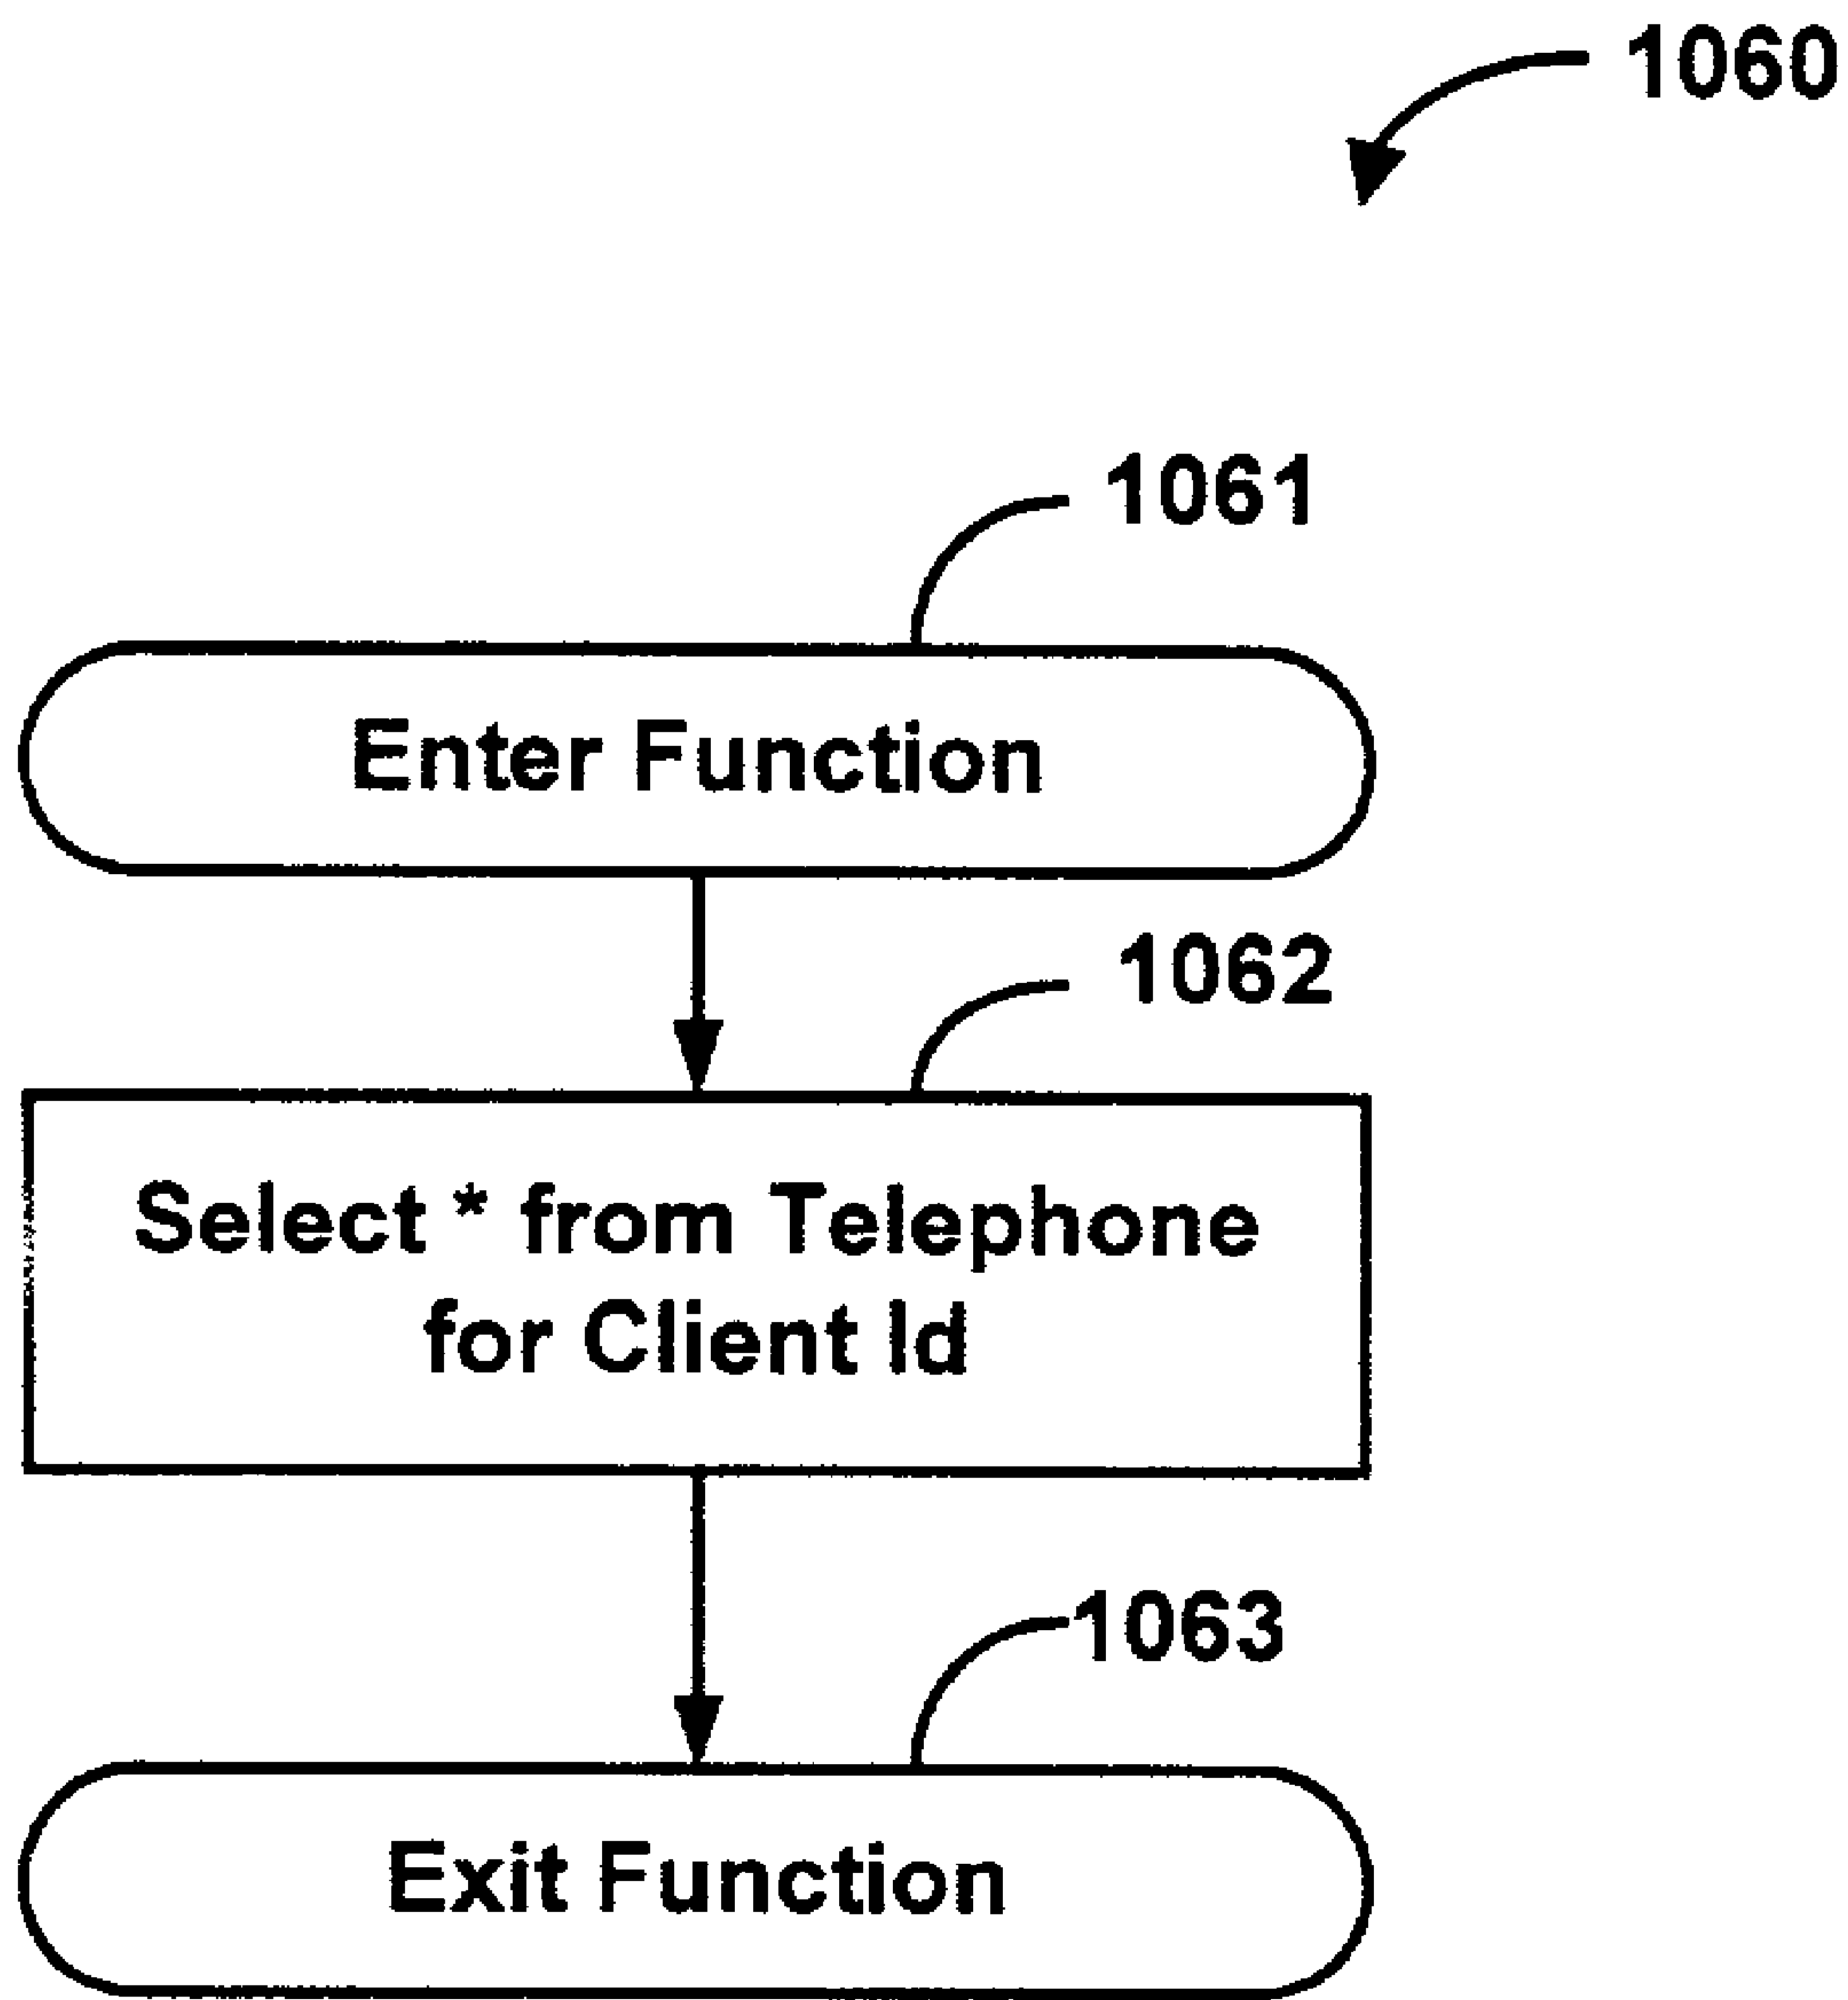 1060
1061
Enter Function
1062
Select * from Telephone
for Client Id
1063
Exit Function